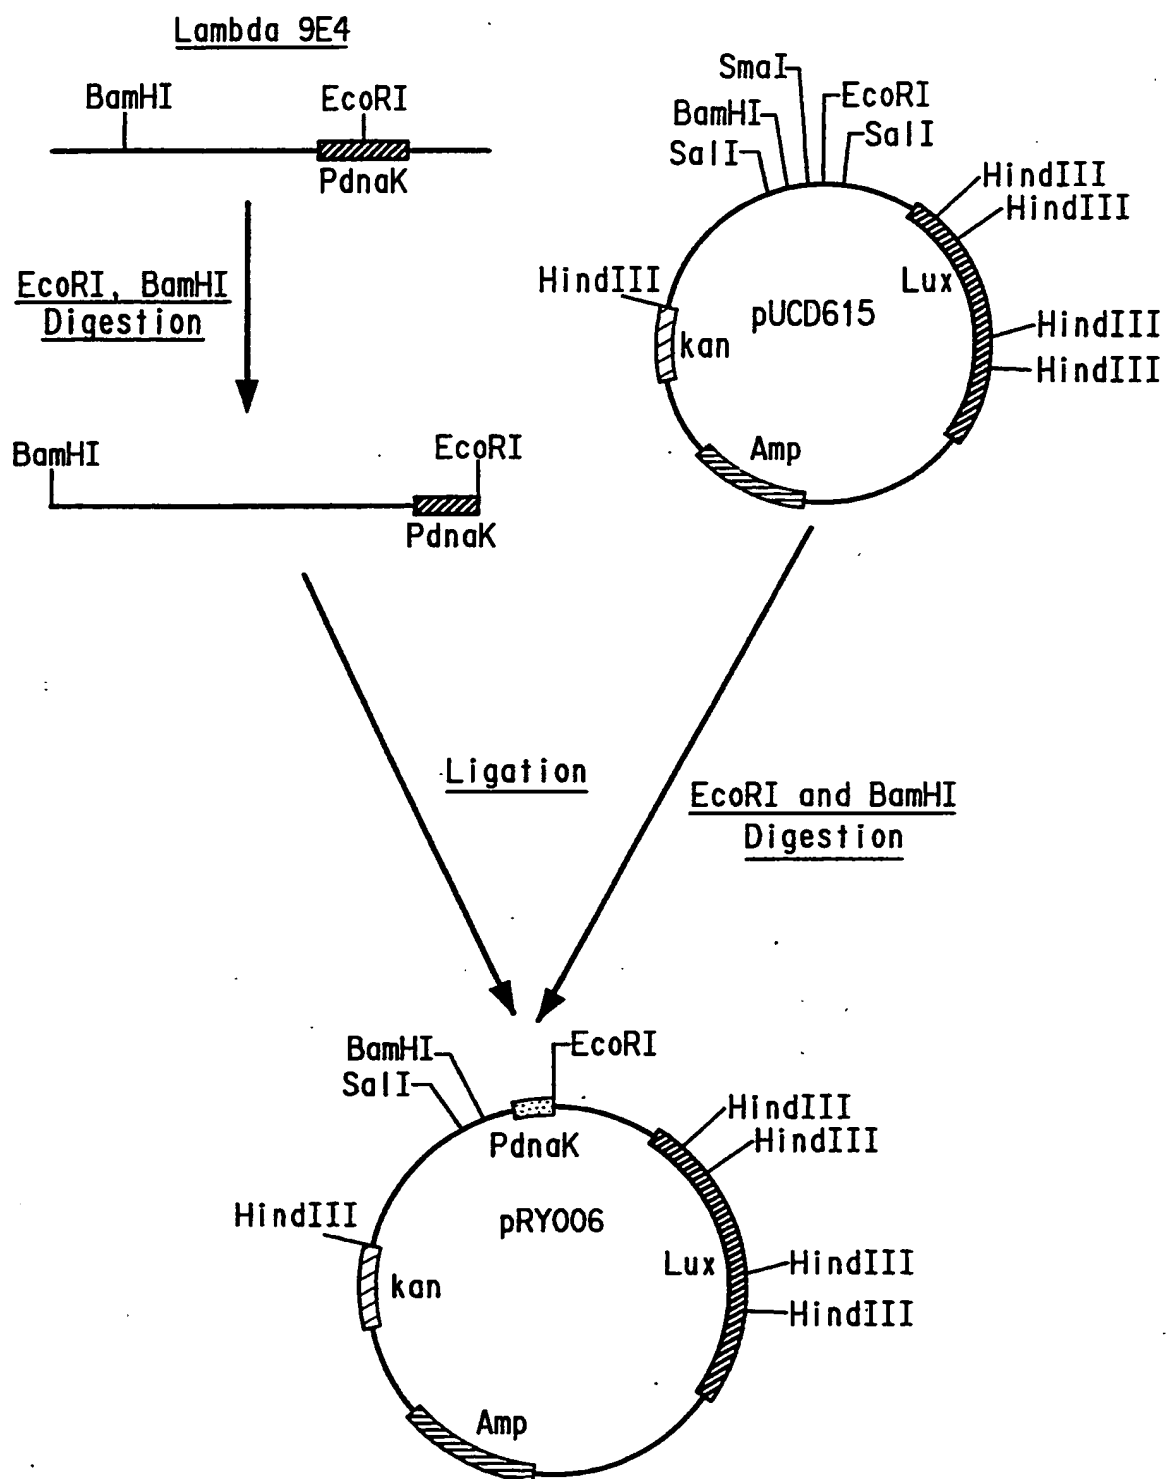 Lambda 9E4
BamHI
EcoRI
PdnaK
EcoRI, BamHI
Digestion
BamHI
EcoRI
PdnaK
SmaI
EcoRI
BamHI
SalI
SalI
HindIII
HindIII
HindIII
Lux
pUCD615
kan
HindIII
HindIII
Amp
Ligation
EcoRI and BamHI
Digestion
BamHI
EcoRI
SalI
PdnaK
HindIII
HindIII
HindIII
pRY006
kan
Lux
HindIII
HindIII
Amp